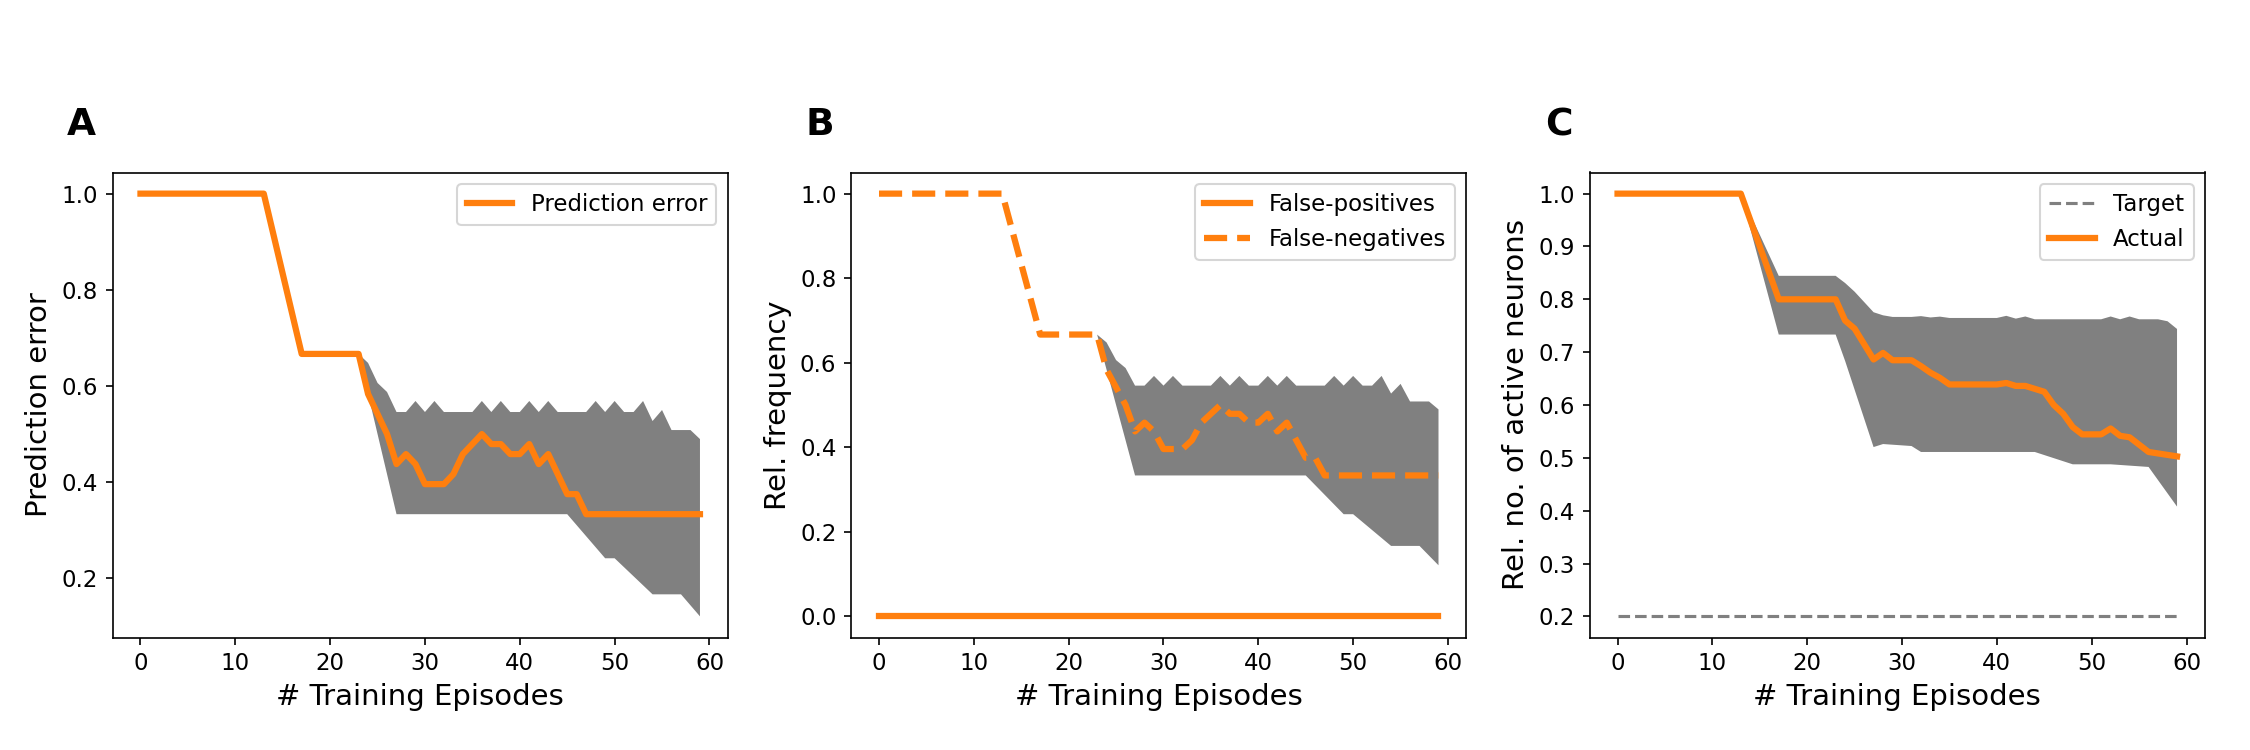 A
B
C
Prediction error
1.0
0.8
0.6
0.4
0.2
0
10
20
30
40
50
60
# Training Episodes
Prediction error
Rel. frequency
1.0
0.8
0.6
0.4
0.2
0.0
0
10
20
30
40
50
60
# Training Episodes
False-positives
False-negatives
Rel. no. of active neurons
1.0
0.9
0.8
0.7
0.6
0.5
0.4
0.3
0.2
0
10
20
30
40
50
60
# Training Episodes
Target
Actual